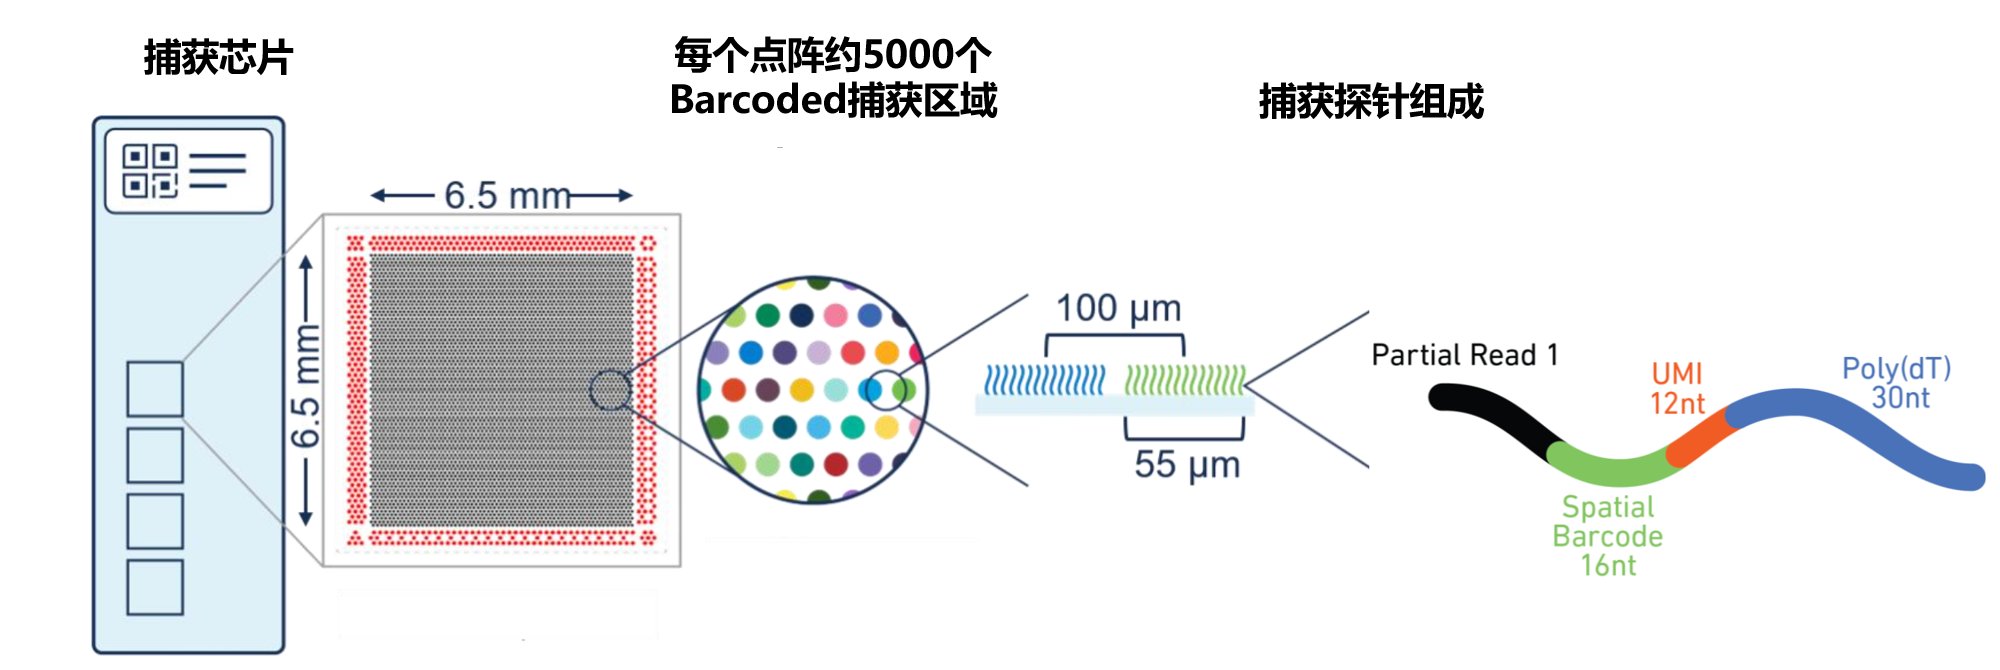 捕获芯片
每个点阵约5000个
Barcoded捕获区域
捕获探针组成
6.5 mm
6.5 mm
100 µm
55 µm
Partial Read 1
UMI
12nt
Poly(dT)
30nt
Spatial
Barcode
16nt